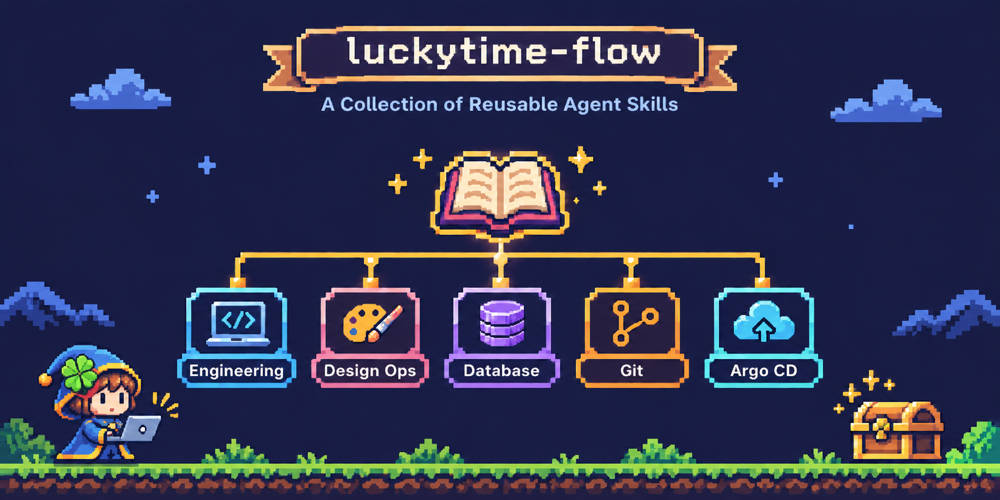 luckytime-flow
A Collection of Reusable Agent Skills
</>
Engineering
Design Ops
Database
Git
Argo CD